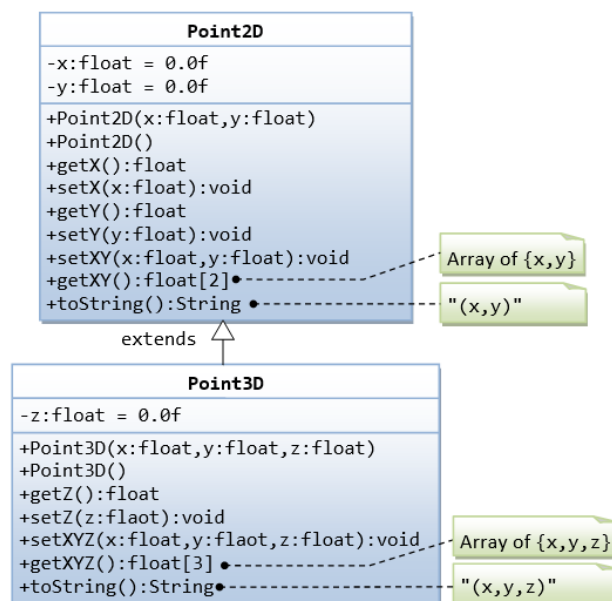 Point2D
-x:float = 0.0f
-y:float = 0.0f
+Point2D(x:float,y:float)
+Point2D()
+getX():float
+setX(x:float):void
+getY():float
+setY(y:float):void
+setXY(x:float,y:float):void
+getXY():float[2]
Array of {x,y}
+toString():String
"(x,y)"
extends
Point3D
-z:float = 0.0f
+Point3D(x:float,y:float,z:float)
+Point3D()
+getZ():float
+setZ(z:flaot):void
+setXYZ(x:float,y:flaot,z:float):void
+getXYZ():float[3]
Array of {x,y,z}
+toString():String
"(x,y,z)"